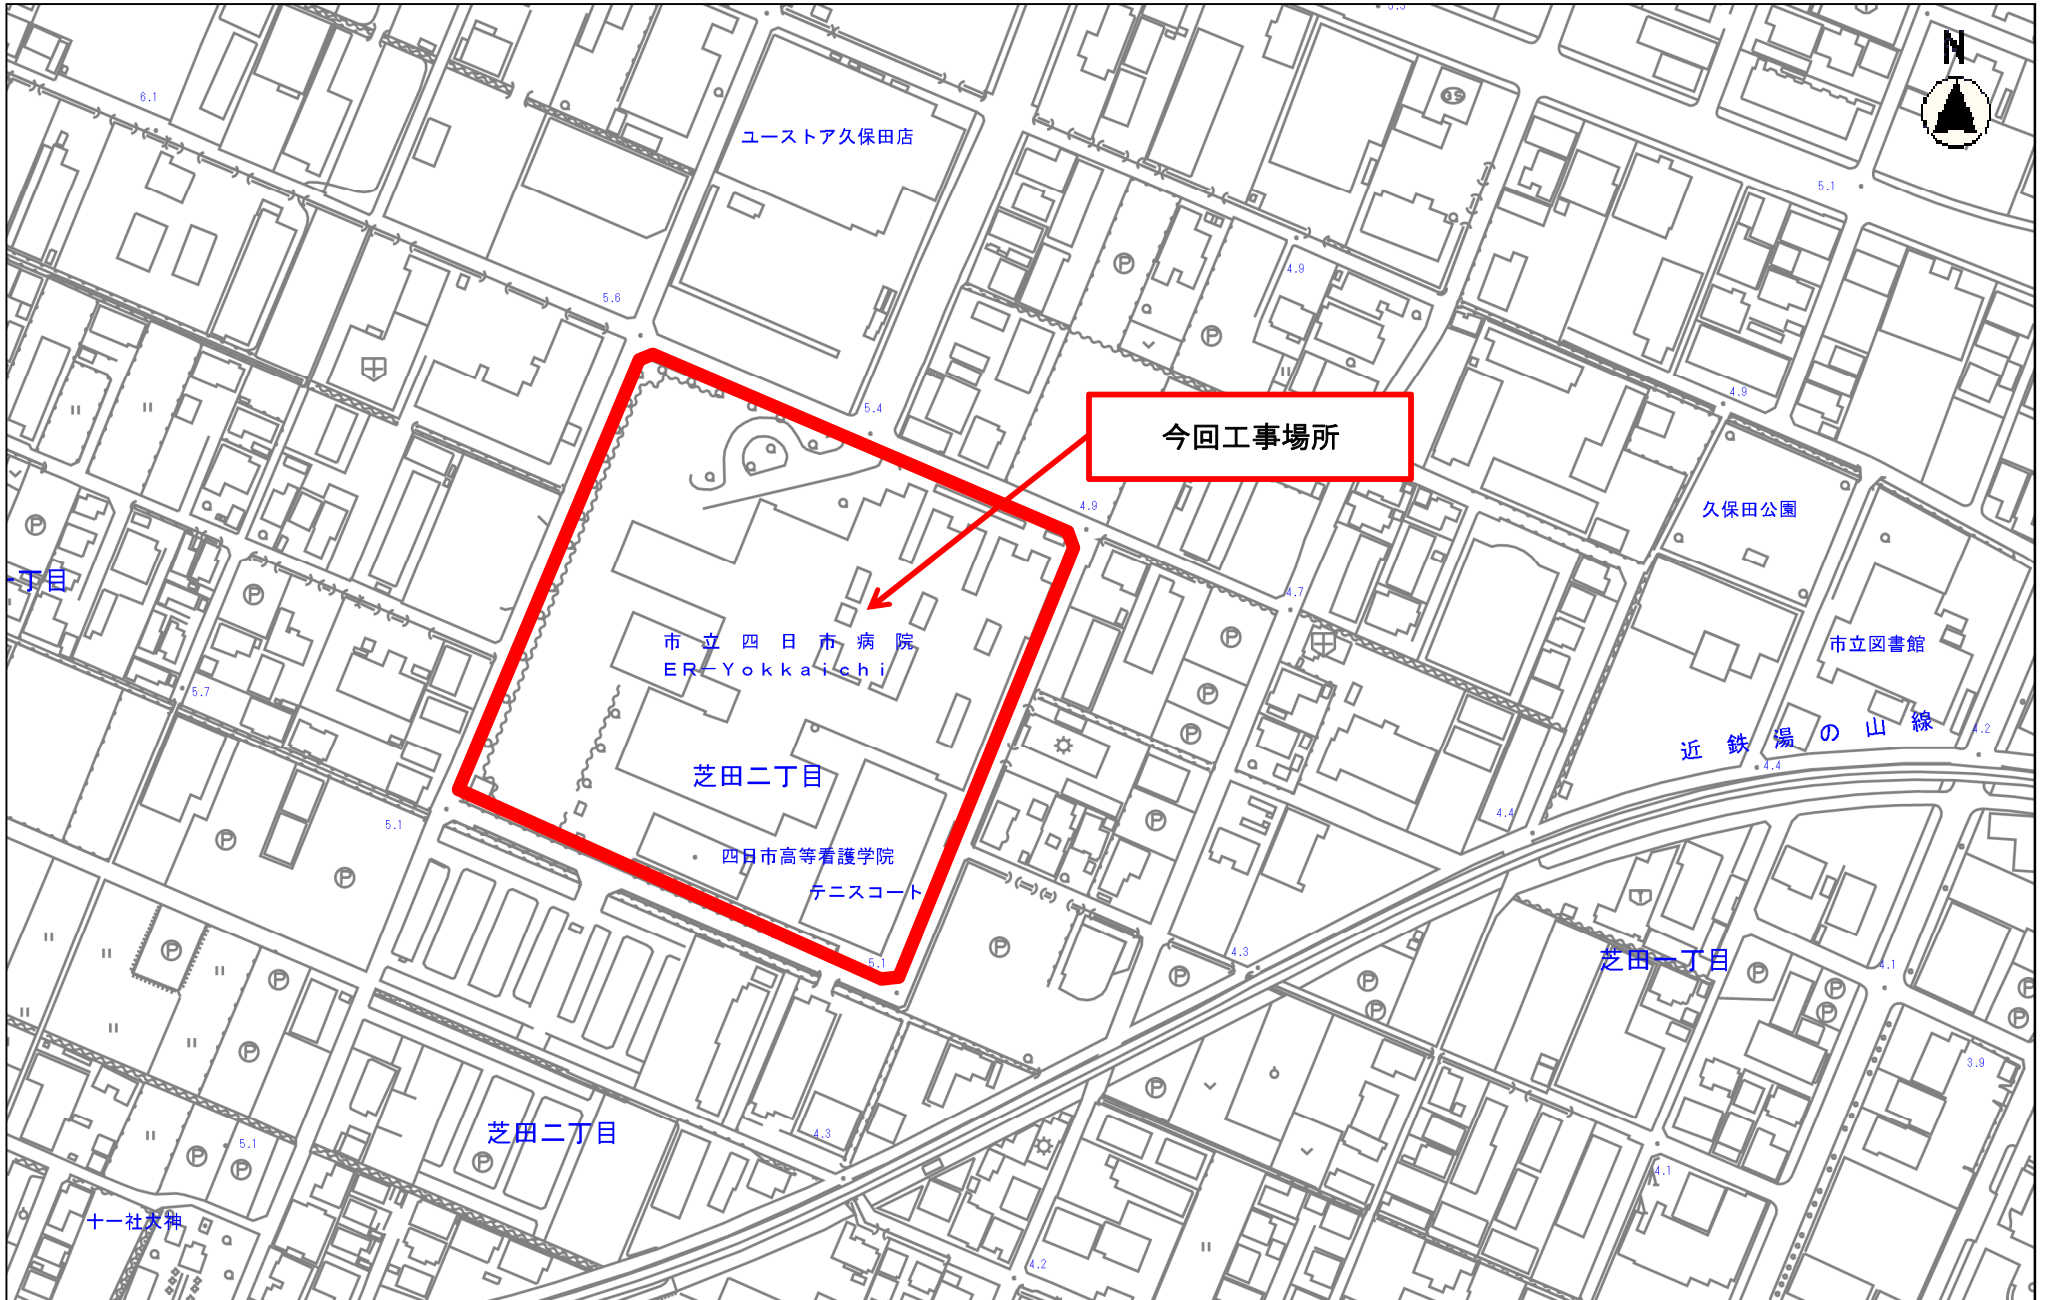 5.3
N
6.1
GS
ユーストア久保田店
5.1
4.9
5.6
4.9
5.4
今回工事場所
4.9
久保田公園
一丁目
4.7
市立四日市病院
ER－Yokkaichi
市立図書館
5.7
近鉄湯の山線
4.2
4.4
芝田二丁目
4.4
5.1
四日市高等看護学院
3.9
テニスコート
4.3
芝田一丁目
5.1
4.1
3.9
芝田二丁目
4.3
5.1
4.1
十一社大神
4.2